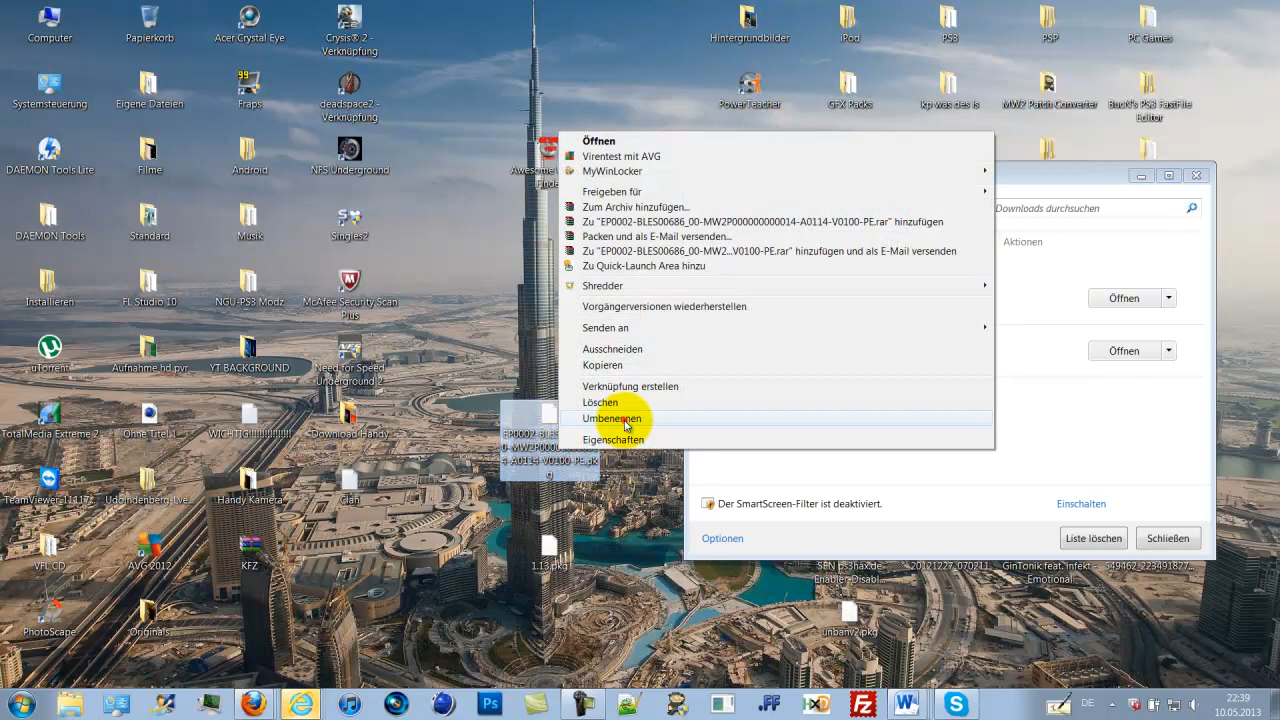 Computer
Papierkorb
Acer Crystal Eye
Crysis® 2 -
Verknüpfung
Hintergrundbilder
iPod
PS3
PSP
PC Games
Systemsteuerung
Eigene Dateien
99
Fraps
deadspace2 -
Verknüpfung
PowerTeacher
GFX Packs
kp was des is
MW2 Patch Converter
BucN's PS3 FastFile
Editor
DAEMON Tools Lite
Filme
Android
NFS Underground
DAEMON Tools
Standard
Musik
Singles2
Installieren
FL Studio 10
NGU-PS3 Modz
McAfee Security Scan
Plus
uTorrent
Aufnahme hd pvr
YT BACKGROUND
Need for Speed
Underground 2
TotalMedia Extreme 2
Ohne Titel 1
Download Handy
Handy Kamera
Clan
VFL CD
AVG 2012
KFZ
PhotoScape
Originals
1.13.pkg
unbanv2.pkg
Öffnen
Virentest mit AVG
MyWinLocker
Freigeben für
Zum Archiv hinzufügen...
Zu "EP0002-BLES00686_00-MW2P000000000014-A0114-V0100-PE.rar" hinzufügen
Packen und als E-Mail versenden...
Zu "EP0002-BLES00686_00-MW2...V0100-PE.rar" hinzufügen und als E-Mail versenden
Zu Quick-Launch Area hinzu
Shredder
Vorgängerversionen wiederherstellen
Senden an
Ausschneiden
Kopieren
Verknüpfung erstellen
Löschen
Umbenennen
Eigenschaften
Downloads durchsuchen
Aktionen
Öffnen
Öffnen
Der SmartScreen-Filter ist deaktiviert.
Einschalten
Optionen
Liste löschen
Schließen
20121227_070211
GinTonik feat. infekt -
Emotional
549462_223491827...
Ps
.FF
DE
22:39
10.05.2013